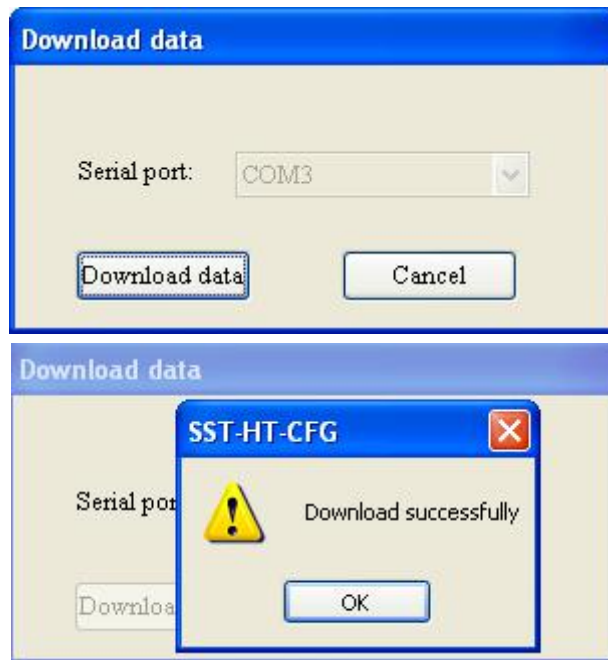 Download data
Serial port: COM3
Download data Cancel
Download data
SST-HT-CFG
Serial por
Download successfully
Downloa
OK